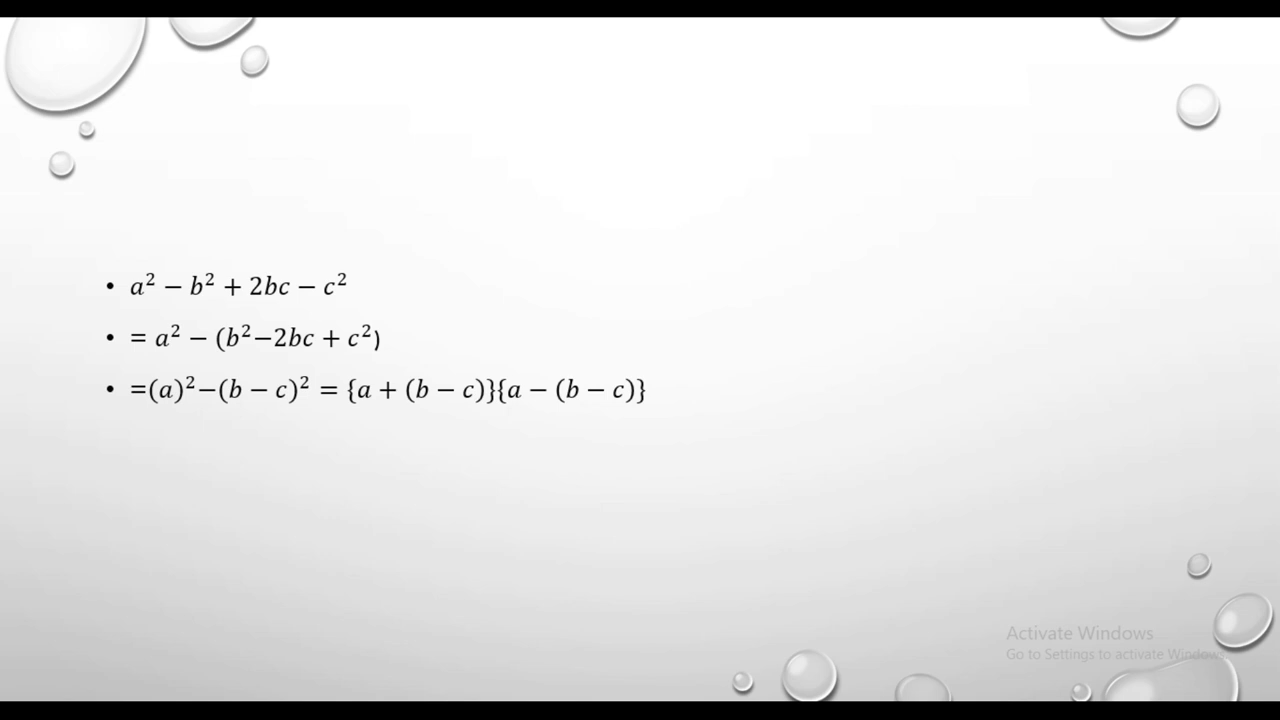 • a² − b² + 2bc − c²
• = a² − (b²−2bc + c²)
• =(a)²−(b − c)² = {a + (b − c)}{a − (b − c)}
Activate Windows
Go to Settings to activate Windows.